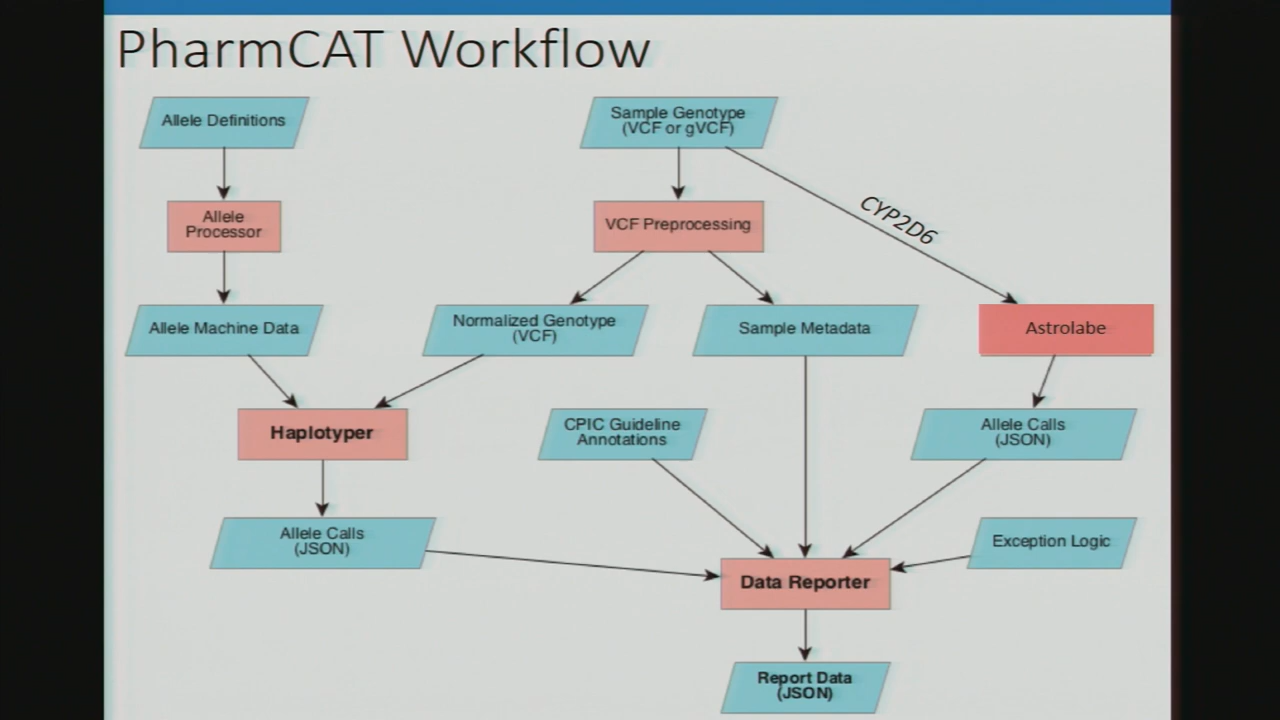 PharmCAT Workflow
Allele Definitions
Sample Genotype
(VCF or gVCF)
Allele
Processor
VCF Preprocessing
CYP2D6
Allele Machine Data
Normalized Genotype
(VCF)
Sample Metadata
Astrolabe
Haplotyper
CPIC Guideline
Annotations
Allele Calls
(JSON)
Allele Calls
(JSON)
Exception Logic
Data Reporter
Report Data
(JSON)